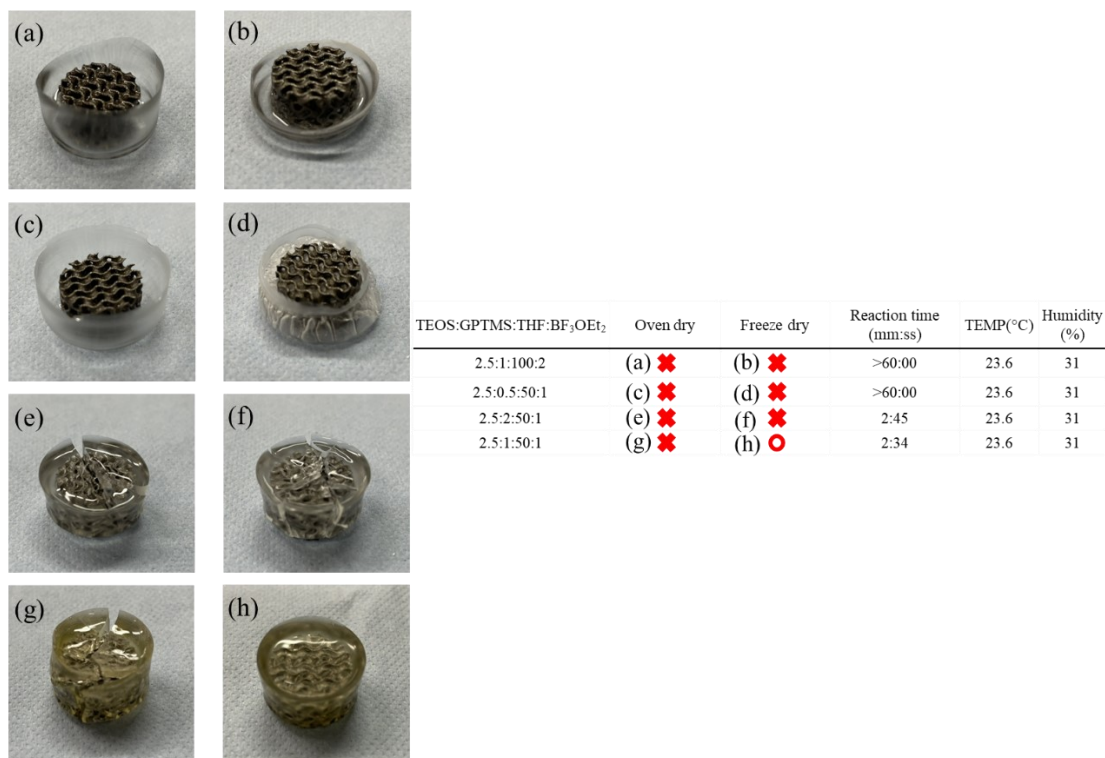 (a)
(b)
(c)
(d)
(e)
(f)
(g)
(h)
TEOS:GPTMS:THF:BF₃OEt₂ Oven dry Freeze dry Reaction time (mm:ss) TEMP(°C) Humidity (%)
2.5:1:100:2 (a) ✖ (b) ✖ >60:00 23.6 31
2.5:0.5:50:1 (c) ✖ (d) ✖ >60:00 23.6 31
2.5:2:50:1 (e) ✖ (f) ✖ 2:45 23.6 31
2.5:1:50:1 (g) ✖ (h) O 2:34 23.6 31